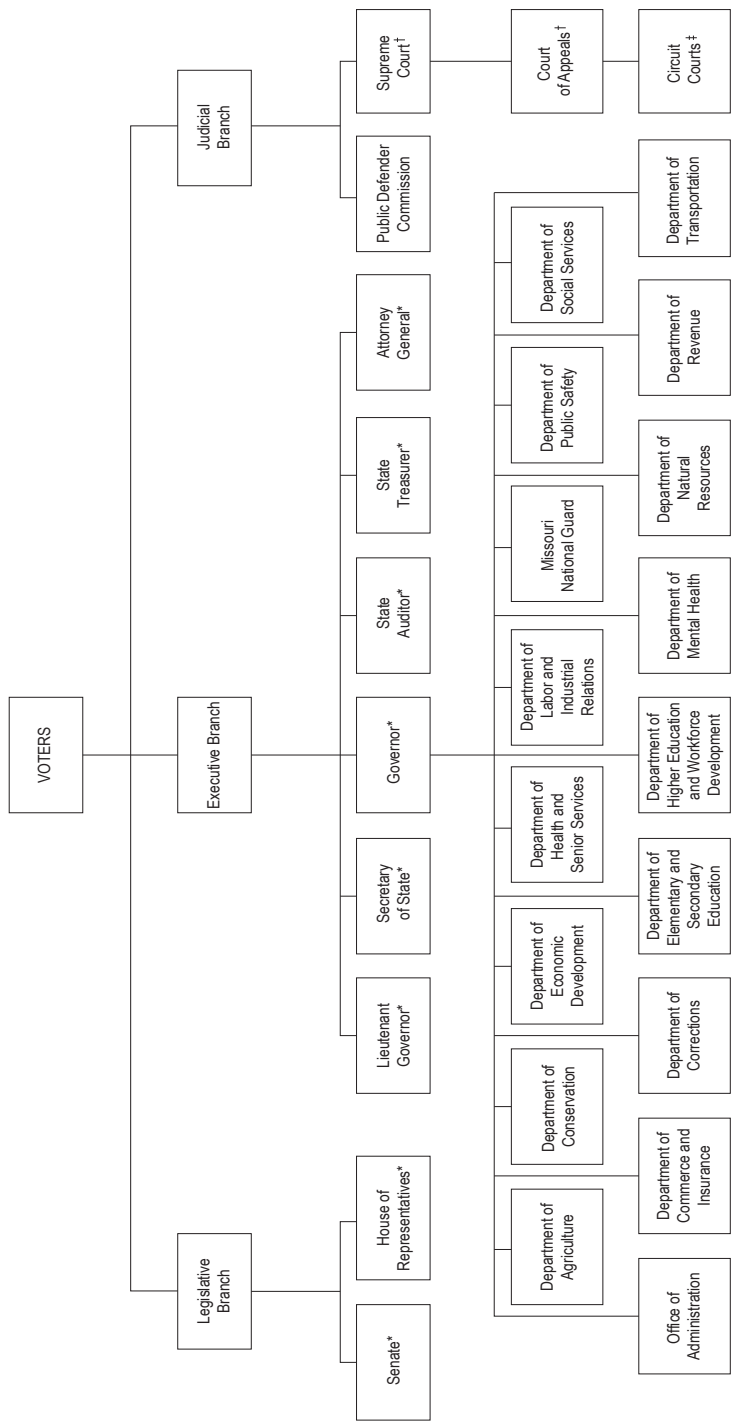 VOTERS
Legislative
Branch
Executive Branch
Judicial
Branch
Senate*
House of
Representatives*
Lieutenant
Governor*
Secretary
of State*
Governor*
State
Auditor*
State
Treasurer*
Attorney
General*
Public Defender
Commission
Supreme
Court†
Department of
Agriculture
Department of
Conservation
Department of
Economic
Development
Department of
Health and
Senior Services
Department of
Labor and
Industrial
Relations
Missouri
National Guard
Department of
Public Safety
Department of
Social Services
Court
of Appeals†
Office of
Administration
Department of
Commerce and
Insurance
Department of
Corrections
Department of
Elementary and
Secondary
Education
Department of
Higher Education
and Workforce
Development
Department of
Mental Health
Department of
Natural
Resources
Department of
Revenue
Department of
Transportation
Circuit
Courts‡